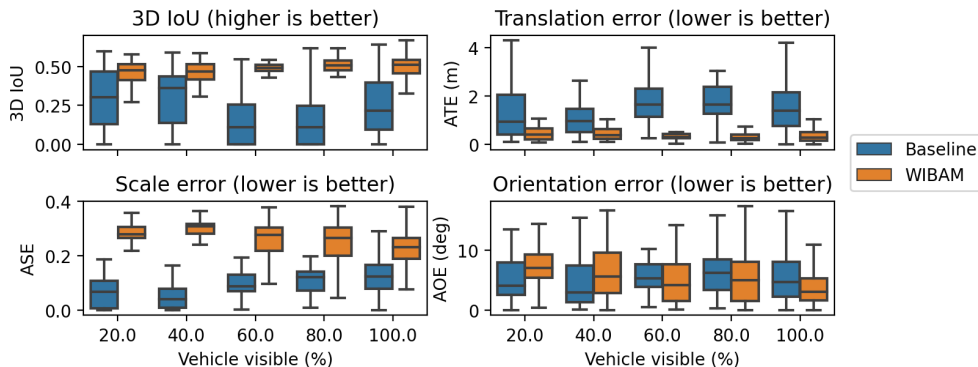 3D IoU (higher is better)
3D IoU
0.50
0.25
0.00
Translation error (lower is better)
ATE (m)
4
2
0
Baseline
WIBAM
Scale error (lower is better)
ASE
0.4
0.2
0.0
20.0 40.0 60.0 80.0 100.0
Vehicle visible (%)
Orientation error (lower is better)
AOE (deg)
10
0
20.0 40.0 60.0 80.0 100.0
Vehicle visible (%)